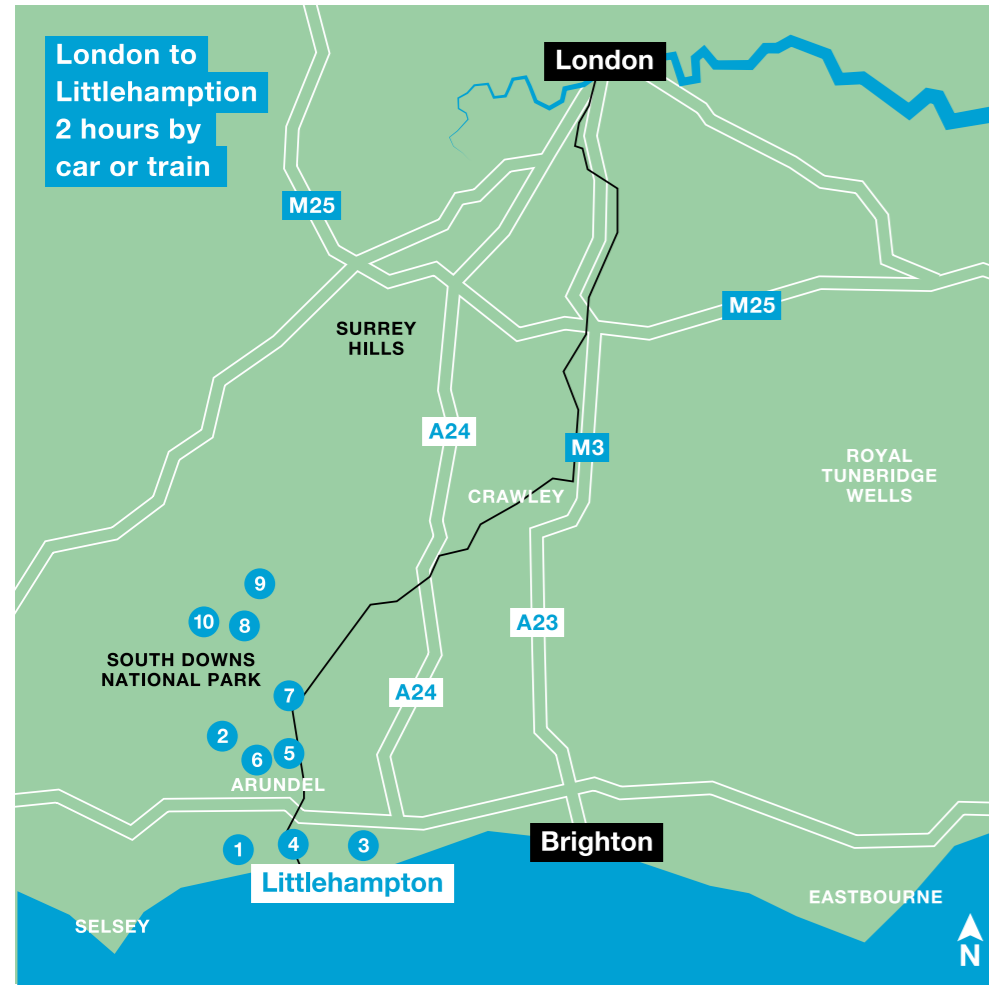 London to
Littlehamption
2 hours by
car or train
London
M25
M25
SURREY
HILLS
A24
M3
ROYAL
TUNBRIDGE
WELLS
CRAWLEY
9
10
8
A23
SOUTH DOWNS
NATIONAL PARK
7
A24
2
6
5
ARUNDEL
1
4
3
Brighton
Littlehampton
EASTBOURNE
SELSEY
N